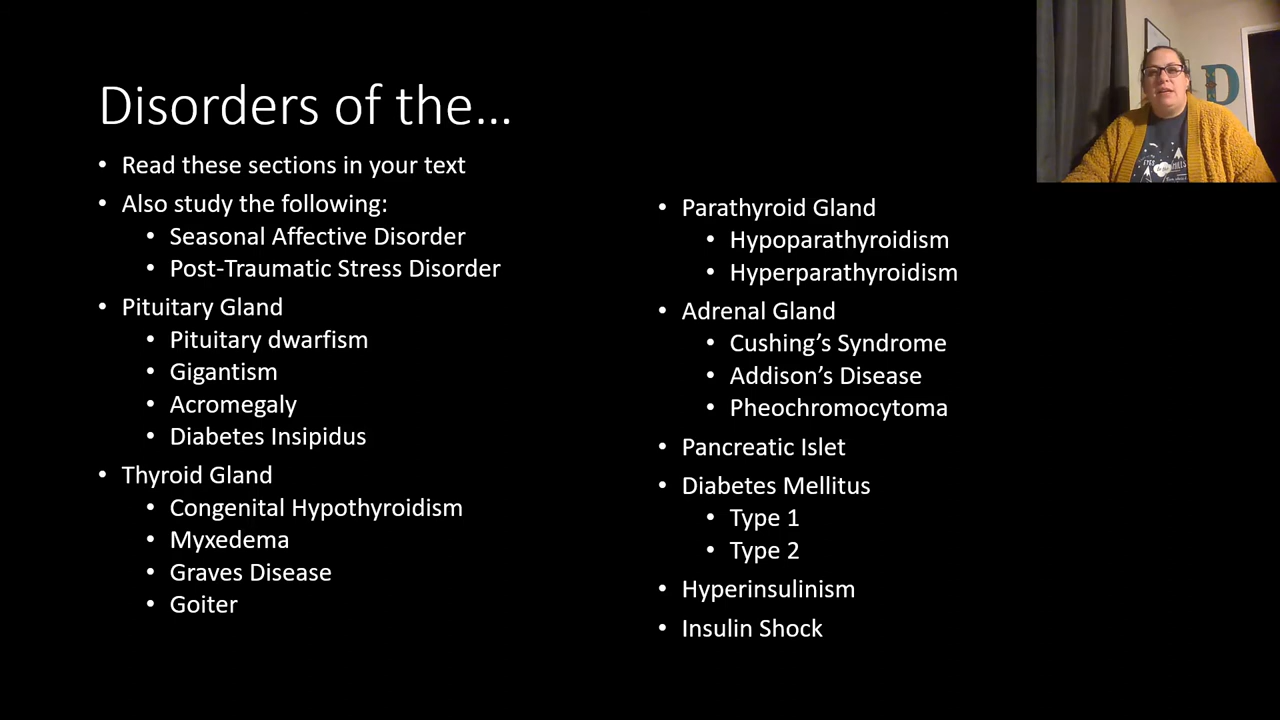 Disorders of the...
• Read these sections in your text
• Also study the following:
• Seasonal Affective Disorder
• Post-Traumatic Stress Disorder
• Pituitary Gland
• Pituitary dwarfism
• Gigantism
• Acromegaly
• Diabetes Insipidus
• Thyroid Gland
• Congenital Hypothyroidism
• Myxedema
• Graves Disease
• Goiter
• Parathyroid Gland
• Hypoparathyroidism
• Hyperparathyroidism
• Adrenal Gland
• Cushing’s Syndrome
• Addison’s Disease
• Pheochromocytoma
• Pancreatic Islet
• Diabetes Mellitus
• Type 1
• Type 2
• Hyperinsulinism
• Insulin Shock
D